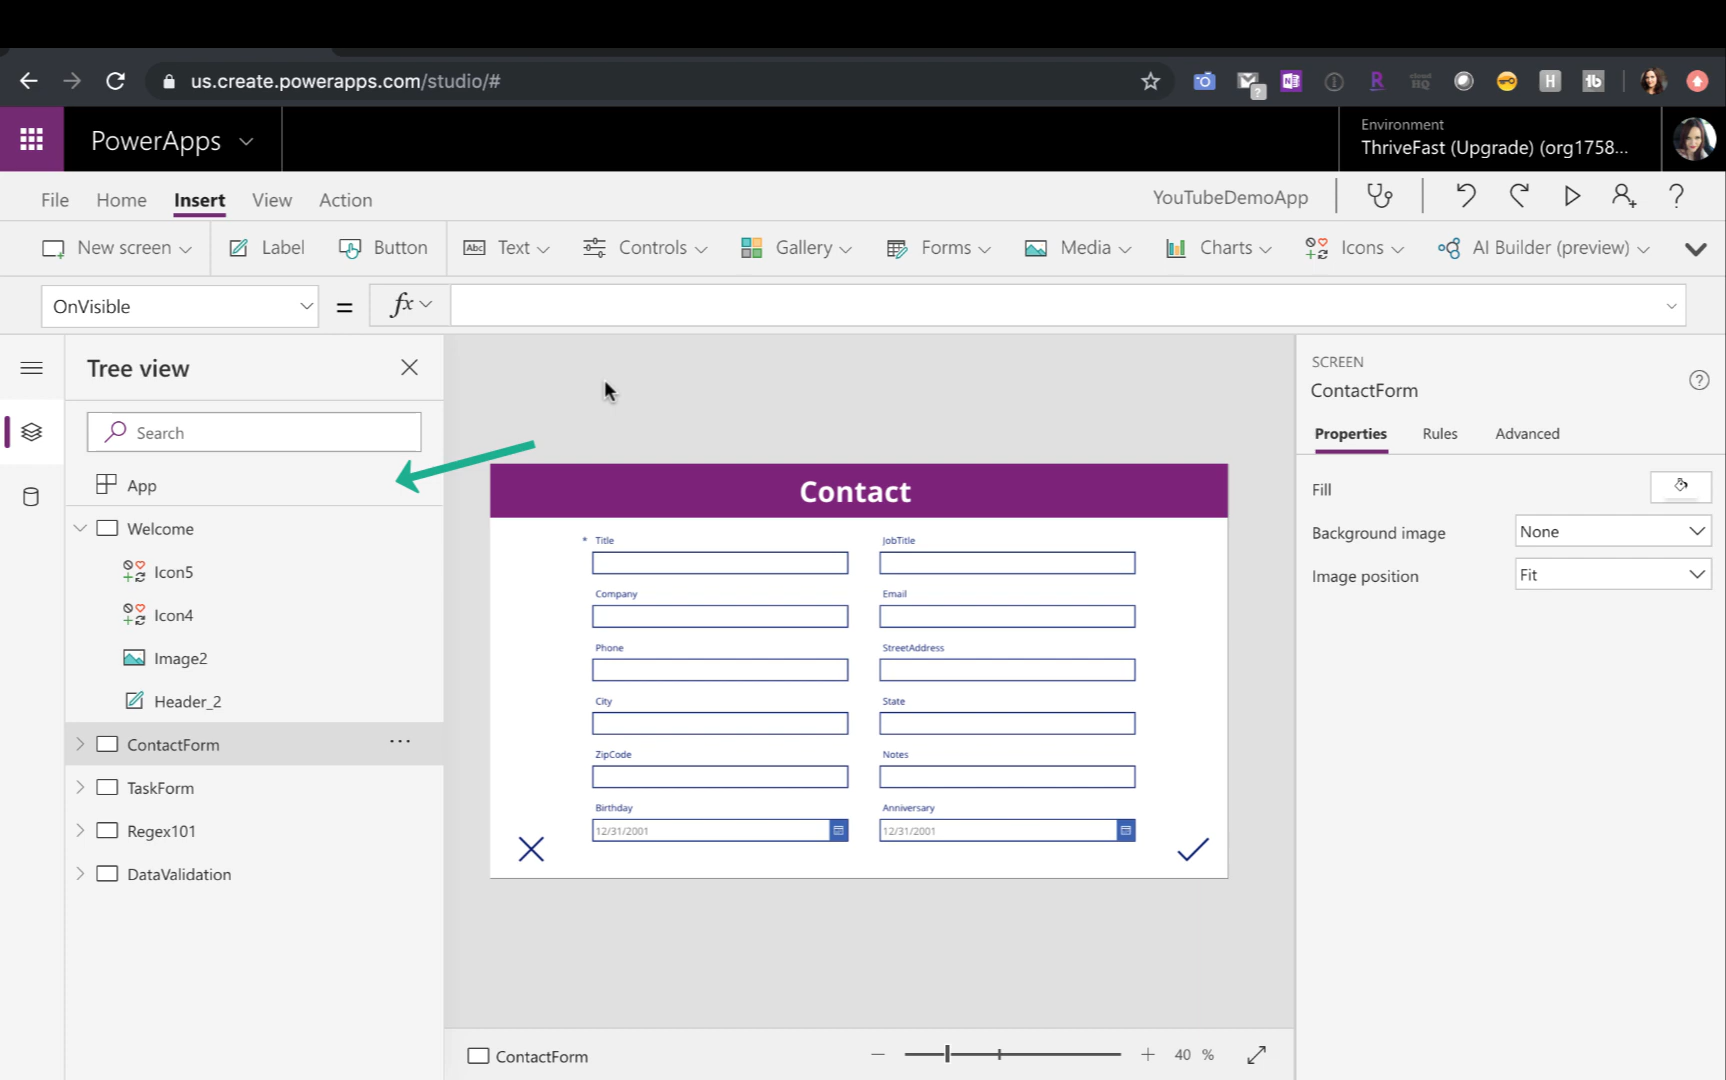 us.create.powerapps.com/studio/#
PowerApps
Environment
ThriveFast (Upgrade) (org1758...
File Home Insert View Action
YouTubeDemoApp
New screen Label Button Text Controls Gallery Forms Media Charts Icons AI Builder (preview)
OnVisible = fx
Tree view
Search
App
Welcome
Icon5
Icon4
Image2
Header_2
ContactForm ...
TaskForm
Regex101
DataValidation
Contact
* Title JobTitle
Company Email
Phone StreetAddress
City State
ZipCode Notes
Birthday Anniversary
12/31/2001 12/31/2001
ContactForm
40 %
SCREEN
ContactForm
Properties Rules Advanced
Fill
Background image None
Image position Fit